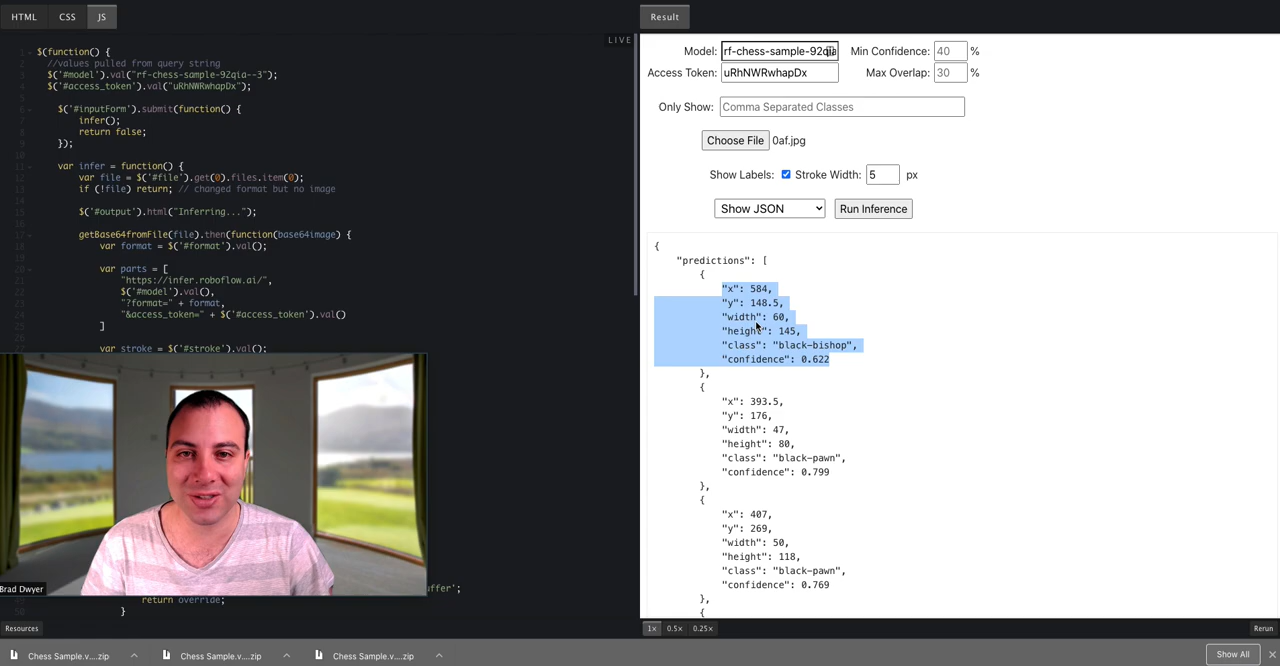 HTML CSS JS
Result
LIVE
$(function() {
//values pulled from query string
$('#model').val("rf-chess-sample-92qia--3");
$('#access_token').val("uRhNWRwhapDx");
$('#inputForm').submit(function() {
infer();
return false;
});
var infer = function() {
var file = $('#file').get(0).files.item(0);
if (!file) return; // changed format but no image
$('#output').html("Inferring...");
getBase64fromFile(file).then(function(base64image) {
var format = $('#format').val();
var parts = [
"https://infer.roboflow.ai/",
$('#model').val(),
"?format=" + format,
"&access_token=" + $('#access_token').val()
]
var stroke = $('#stroke').val();
Brad Dwyer
return override;
}
Resources
Model: rf-chess-sample-92qia Min Confidence: 40 %
Access Token: uRhNWRwhapDx Max Overlap: 30 %
Only Show: Comma Separated Classes
Choose File 0af.jpg
Show Labels: Stroke Width: 5 px
Show JSON Run Inference
{
"predictions": [
{
"x": 584,
"y": 148.5,
"width": 60,
"height": 145,
"class": "black-bishop",
"confidence": 0.622
},
{
"x": 393.5,
"y": 176,
"width": 47,
"height": 80,
"class": "black-pawn",
"confidence": 0.799
},
{
"x": 407,
"y": 269,
"width": 50,
"height": 118,
"class": "black-pawn",
"confidence": 0.769
},
{
1× 0.5× 0.25× Rerun
Chess Sample.v....zip Chess Sample.v....zip Chess Sample.v....zip Show All